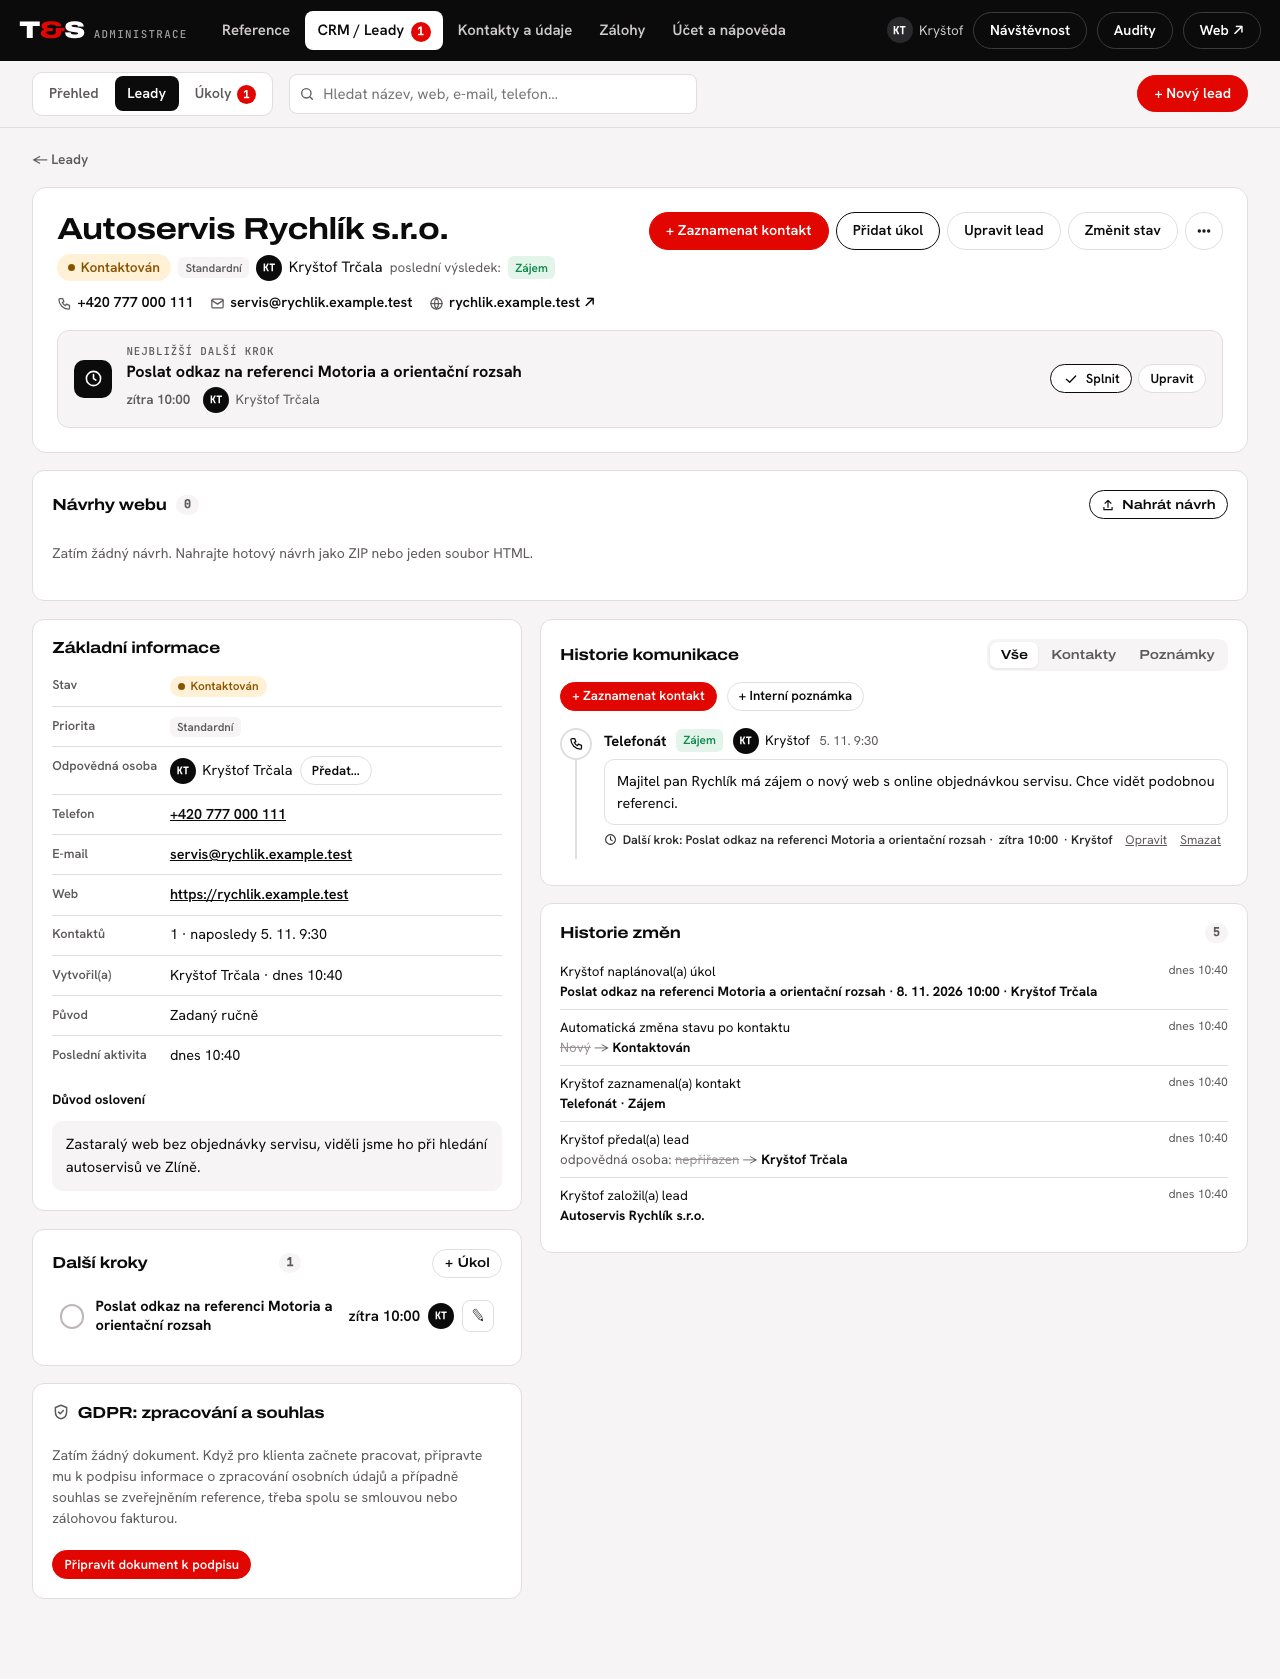 T&S ADMINISTRACE
Reference
CRM / Leady 1
Kontakty a údaje
Zálohy
Účet a nápověda
KT Kryštof
Návštěvnost
Audity
Web ↗
Přehled
Leady
Úkoly 1
Hledat název, web, e-mail, telefon…
+ Nový lead
← Leady
Autoservis Rychlík s.r.o.
+ Zaznamenat kontakt
Přidat úkol
Upravit lead
Změnit stav
•••
Kontaktován Standardní KT Kryštof Trčala poslední výsledek: Zájem
+420 777 000 111 servis@rychlik.example.test rychlik.example.test ↗
NEJBLIŽŠÍ DALŠÍ KROK
Poslat odkaz na referenci Motoria a orientační rozsah
zítra 10:00 KT Kryštof Trčala
Splnit
Upravit
Návrhy webu 0
Nahrát návrh
Zatím žádný návrh. Nahrajte hotový návrh jako ZIP nebo jeden soubor HTML.
Základní informace
Stav Kontaktován
Priorita Standardní
Odpovědná osoba KT Kryštof Trčala Předat…
Telefon +420 777 000 111
E-mail servis@rychlik.example.test
Web https://rychlik.example.test
Kontaktů 1 · naposledy 5. 11. 9:30
Vytvořil(a) Kryštof Trčala · dnes 10:40
Původ Zadaný ručně
Poslední aktivita dnes 10:40
Důvod oslovení
Zastaralý web bez objednávky servisu, viděli jsme ho při hledání
autoservisů ve Zlíně.
Další kroky 1
+ Úkol
Poslat odkaz na referenci Motoria a
orientační rozsah
zítra 10:00 KT ✎
GDPR: zpracování a souhlas
Zatím žádný dokument. Když pro klienta začnete pracovat, připravte
mu k podpisu informace o zpracování osobních údajů a případně
souhlas se zveřejněním reference, třeba spolu se smlouvou nebo
zálohovou fakturou.
Připravit dokument k podpisu
Historie komunikace
Vše Kontakty Poznámky
+ Zaznamenat kontakt
+ Interní poznámka
Telefonát Zájem KT Kryštof 5. 11. 9:30
Majitel pan Rychlík má zájem o nový web s online objednávkou servisu. Chce vidět podobnou
referenci.
Další krok: Poslat odkaz na referenci Motoria a orientační rozsah · zítra 10:00 · Kryštof Opravit Smazat
Historie změn 5
Kryštof naplánoval(a) úkol dnes 10:40
Poslat odkaz na referenci Motoria a orientační rozsah · 8. 11. 2026 10:00 · Kryštof Trčala
Automatická změna stavu po kontaktu dnes 10:40
Nový → Kontaktován
Kryštof zaznamenal(a) kontakt dnes 10:40
Telefonát · Zájem
Kryštof předal(a) lead dnes 10:40
odpovědná osoba: nepřiřazen → Kryštof Trčala
Kryštof založil(a) lead dnes 10:40
Autoservis Rychlík s.r.o.